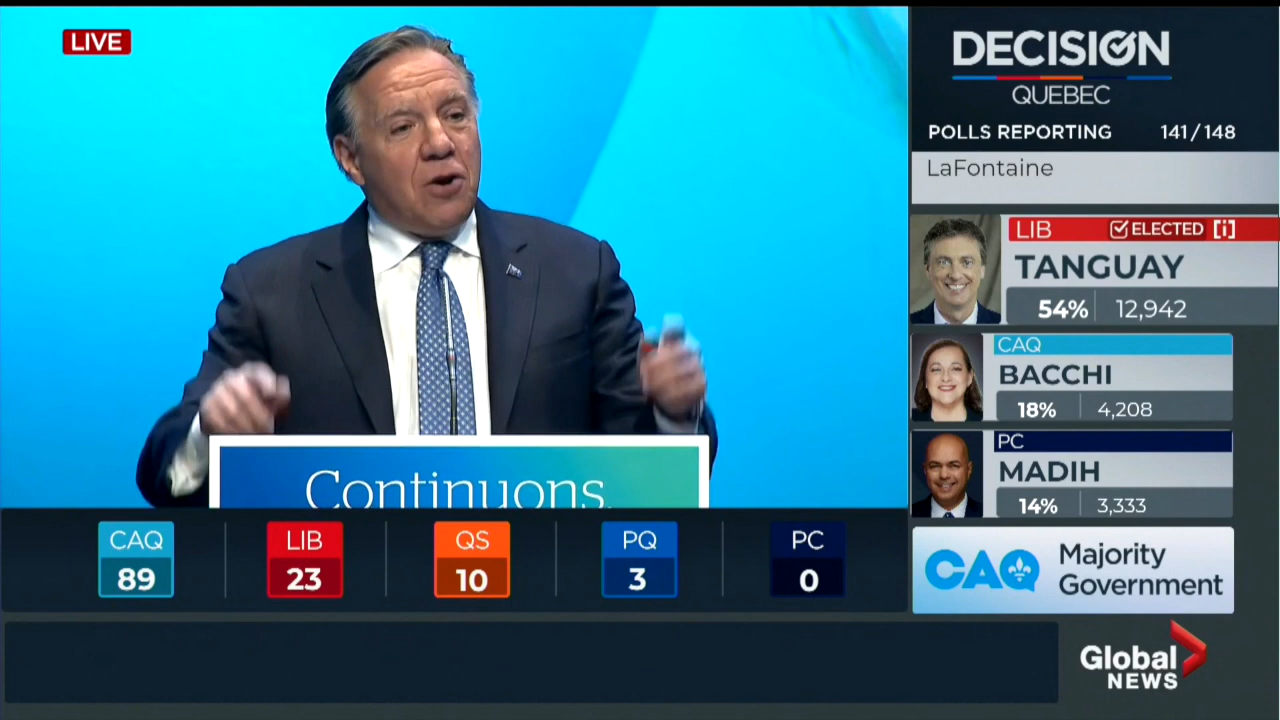 LIVE
Continuons.
CAQ
89
LIB
23
QS
10
PQ
3
PC
0
DECISION
QUEBEC
POLLS REPORTING 141/148
LaFontaine
LIB ELECTED [i]
TANGUAY
54% 12,942
CAQ
BACCHI
18% 4,208
PC
MADIH
14% 3,333
CAQ
Majority
Government
Global
NEWS